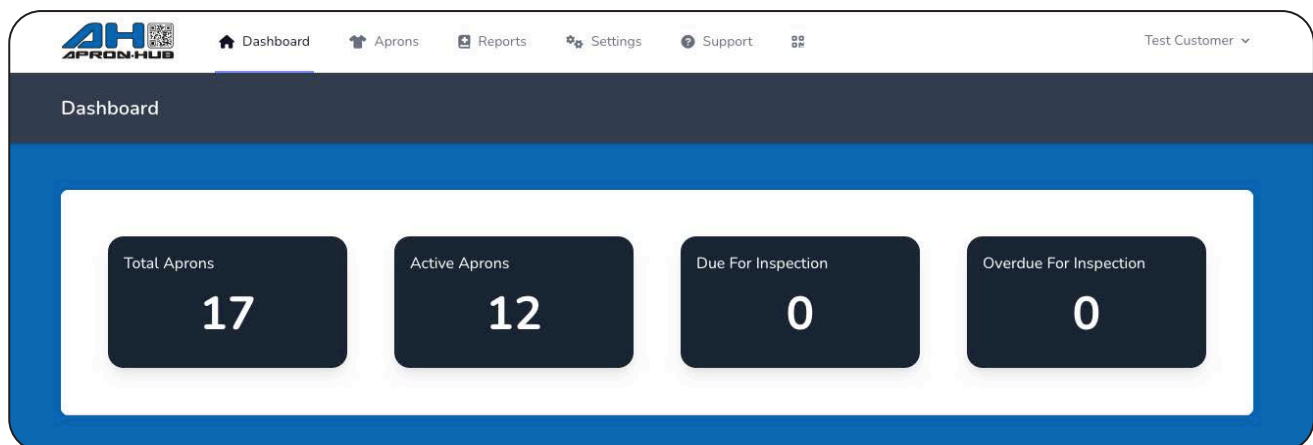 AH
APRON-HUB
Dashboard Aprons Reports Settings Support Test Customer
Dashboard
Total Aprons Active Aprons Due For Inspection Overdue For Inspection
17 12 0 0